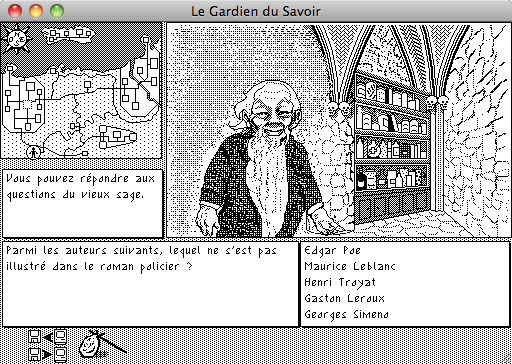 Le Gardien du Savoir
Vous pouvez répondre aux
questions du vieux sage.
Parmi les auteurs suivants, lequel ne s'est pas
illustré dans le roman policier ?
Edgar Poe
Maurice Leblanc
Henri Troyat
Gaston Leroux
Georges Simeno